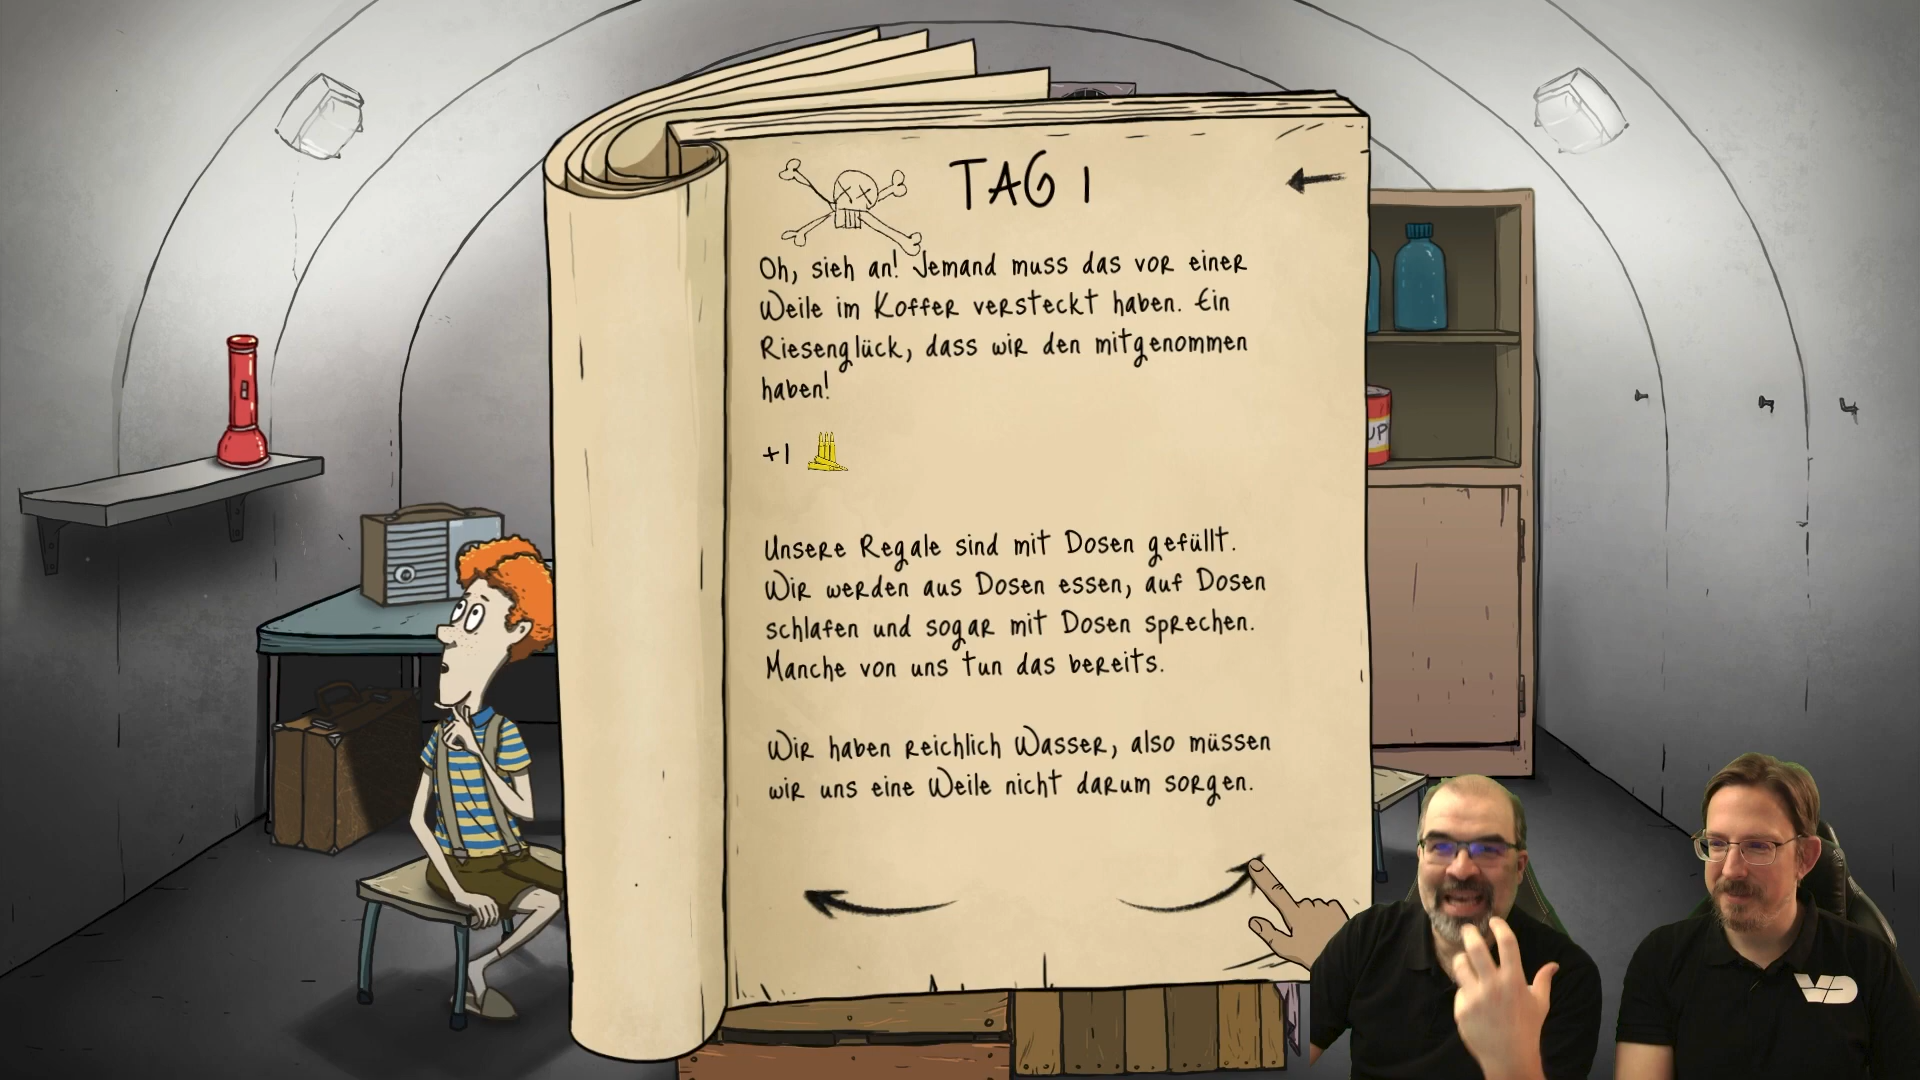 TAG 1
Oh, sieh an! Jemand muss das vor einer
Weile im Koffer versteckt haben. Ein
Riesenglück, dass wir den mitgenommen
haben!
+1
Unsere Regale sind mit Dosen gefüllt.
Wir werden aus Dosen essen, auf Dosen
schlafen und sogar mit Dosen sprechen.
Manche von uns tun das bereits.
Wir haben reichlich Wasser, also müssen
wir uns eine Weile nicht darum sorgen.
UP